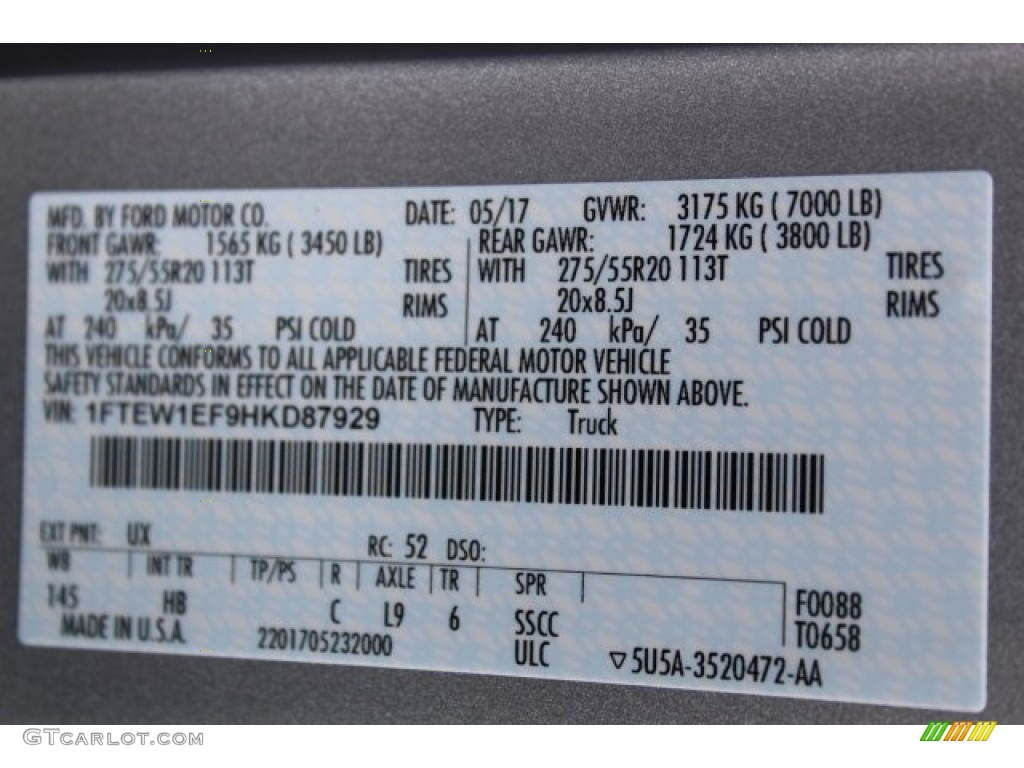 MFD. BY FORD MOTOR CO. DATE: 05/17 GVWR: 3175 KG ( 7000 LB)
FRONT GAWR: 1565 KG ( 3450 LB) REAR GAWR: 1724 KG ( 3800 LB)
WITH 275/55R20 113T TIRES WITH 275/55R20 113T TIRES
20x8.5J RIMS 20x8.5J RIMS
AT 240 kPa/ 35 PSI COLD AT 240 kPa/ 35 PSI COLD
THIS VEHICLE CONFORMS TO ALL APPLICABLE FEDERAL MOTOR VEHICLE
SAFETY STANDARDS IN EFFECT ON THE DATE OF MANUFACTURE SHOWN ABOVE.
VIN: 1FTEW1EF9HKD87929 TYPE: Truck
EXT PNT: UX RC: 52 DSO:
WB INT TR TP/PS R AXLE TR SPR
145 HB C L9 6 SSCC F0088
MADE IN U.S.A. 2201705232000 ULC T0658
▽5U5A-3520472-AA
GTcarlot.com